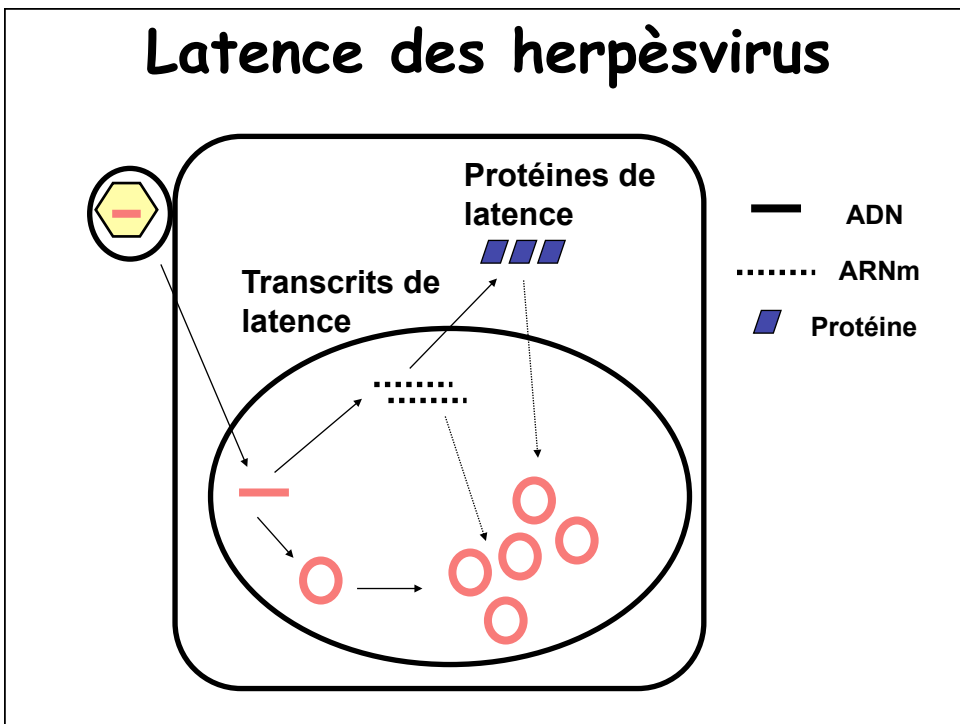 Latence des herpèsvirus
Protéines de
latence
Transcrits de
latence
ADN
ARNm
Protéine